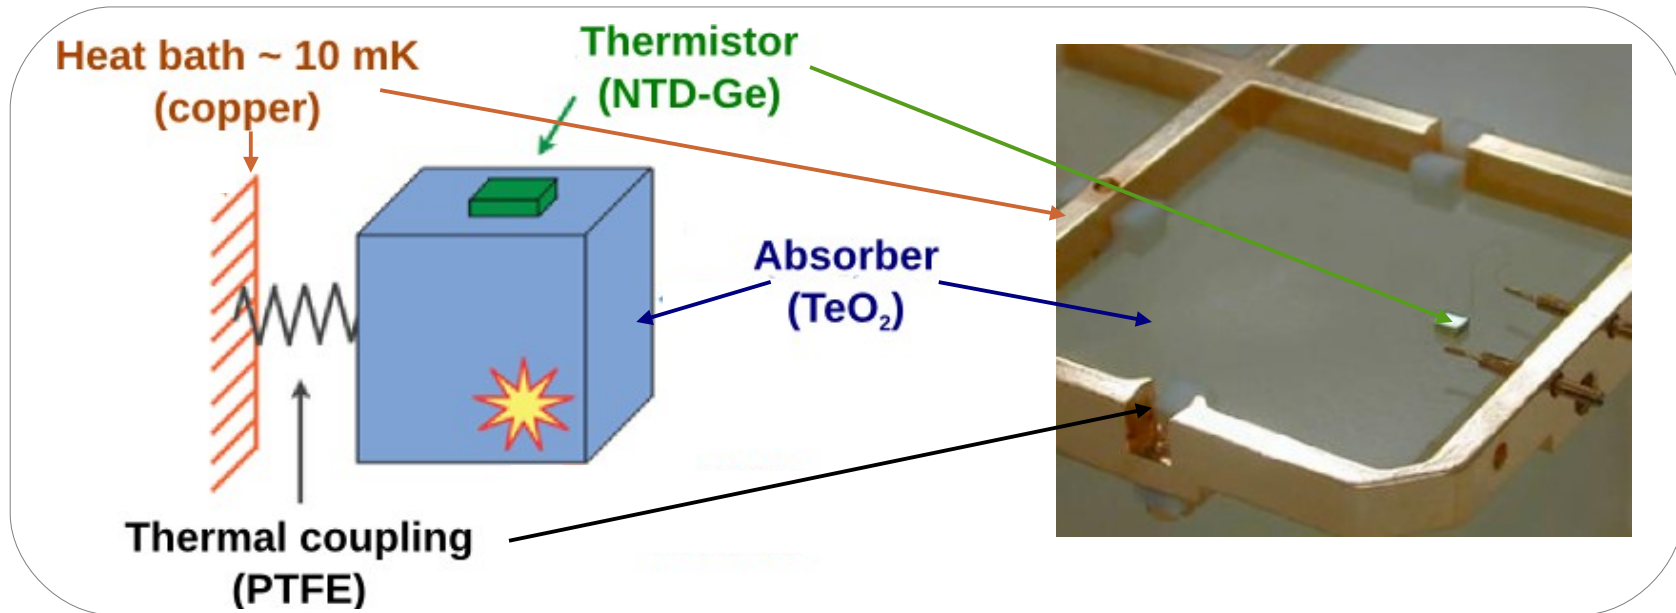 Heat bath ~ 10 mK
(copper)
Thermistor
(NTD-Ge)
Absorber
(TeO₂)
Thermal coupling
(PTFE)